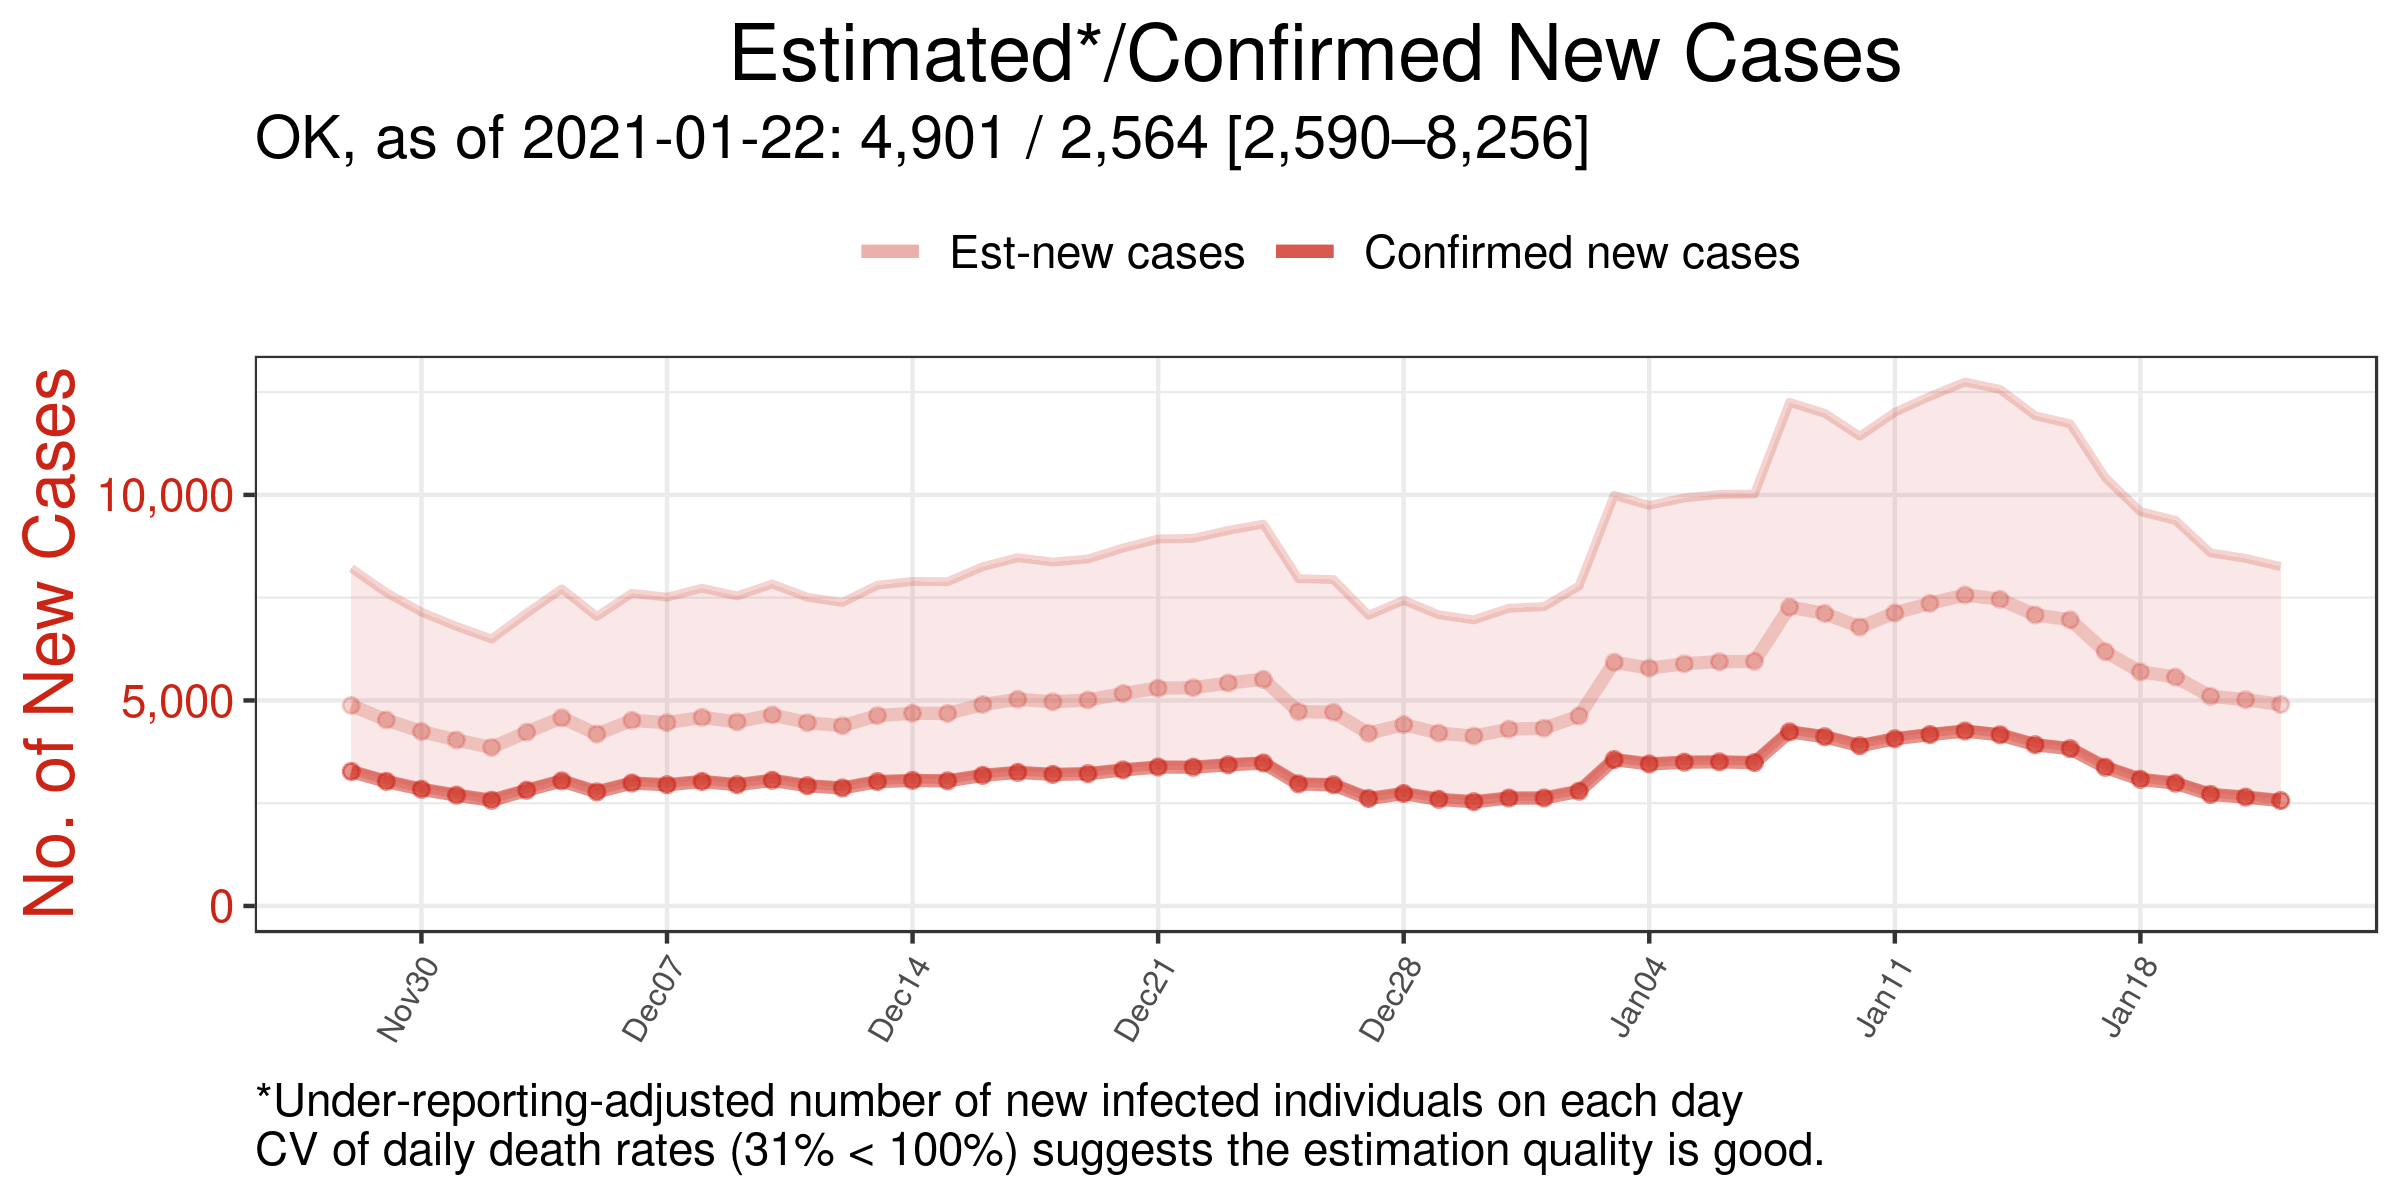 Estimated*/Confirmed New Cases
OK, as of 2021-01-22: 4,901 / 2,564 [2,590–8,256]
Est-new cases
Confirmed new cases
No. of New Cases
10,000
5,000
0
Nov30
Dec07
Dec14
Dec21
Dec28
Jan04
Jan11
Jan18
*Under-reporting-adjusted number of new infected individuals on each day
CV of daily death rates (31% < 100%) suggests the estimation quality is good.